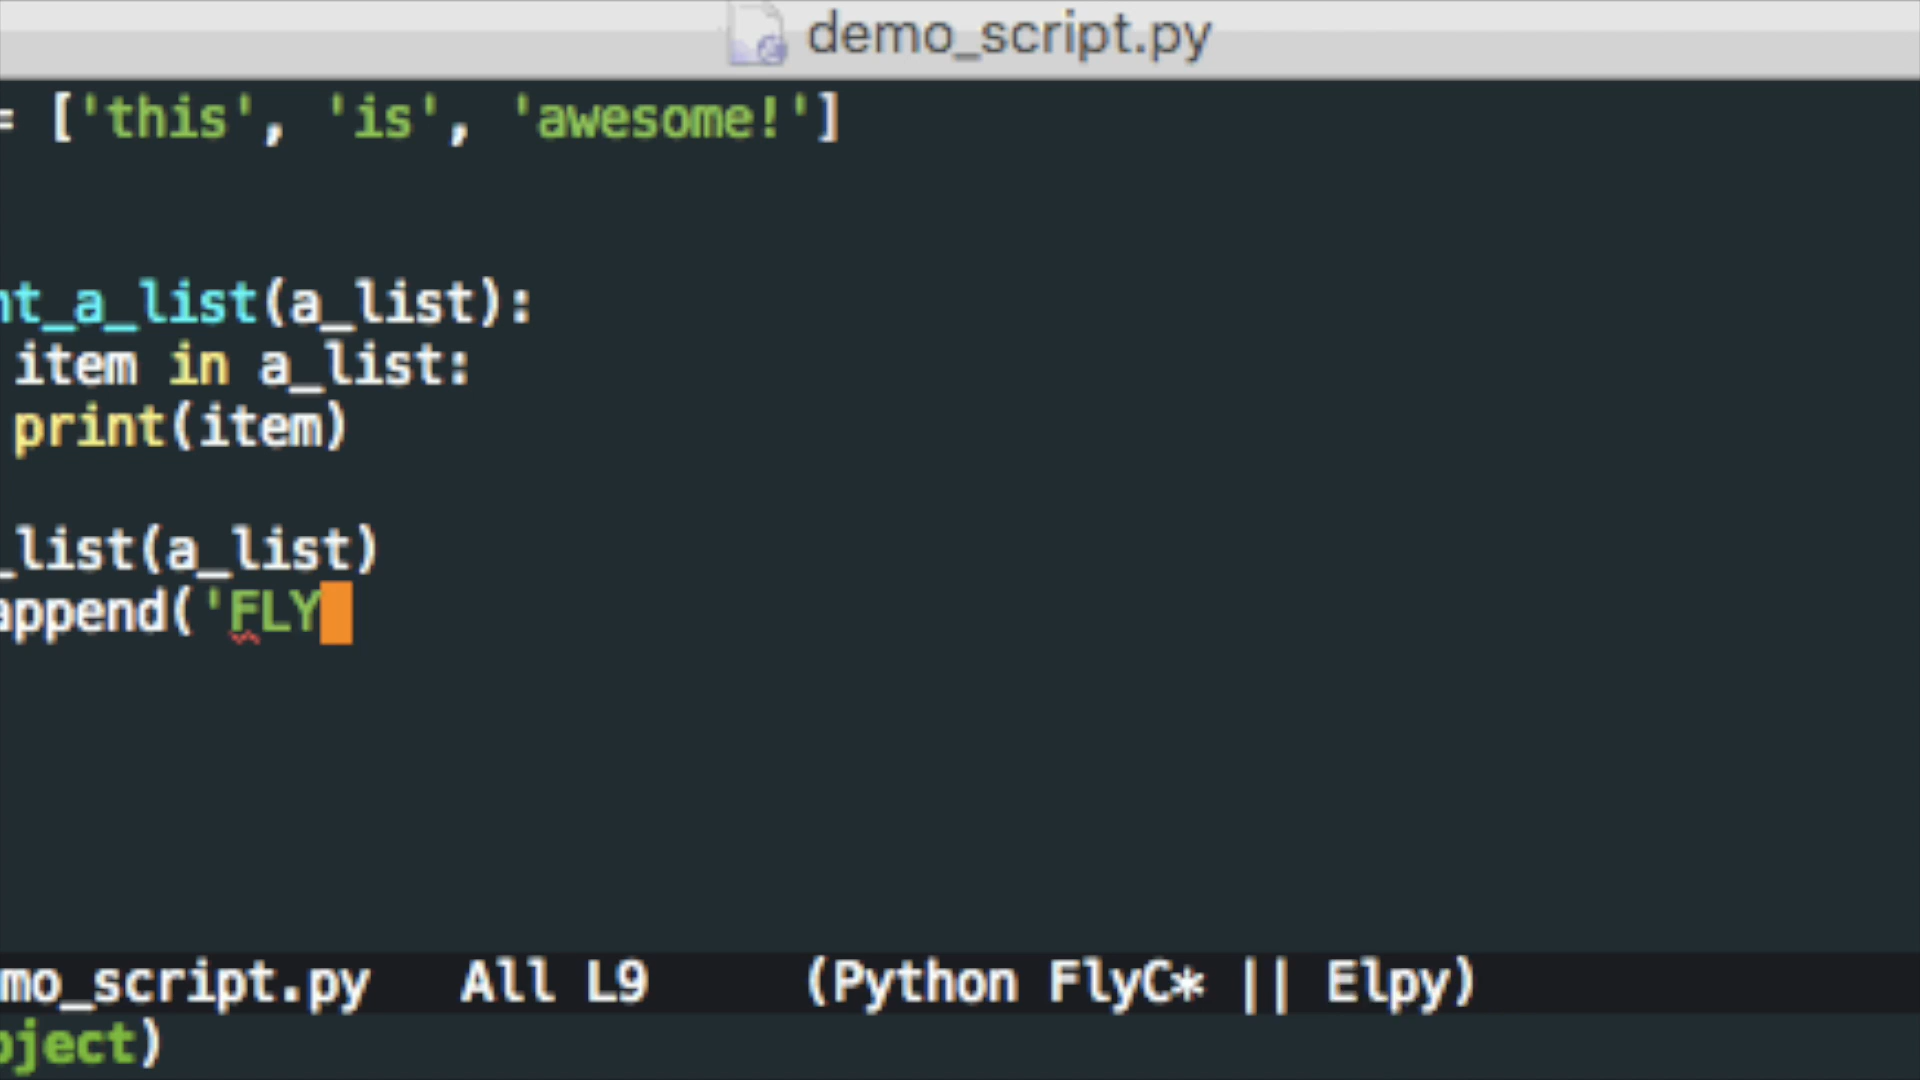 demo_script.py
= ['this', 'is', 'awesome!']
nt_a_list(a_list):
item in a_list:
print(item)
_list(a_list)
append('FLY
mo_script.py All L9 (Python FlyC* || Elpy)
bject)